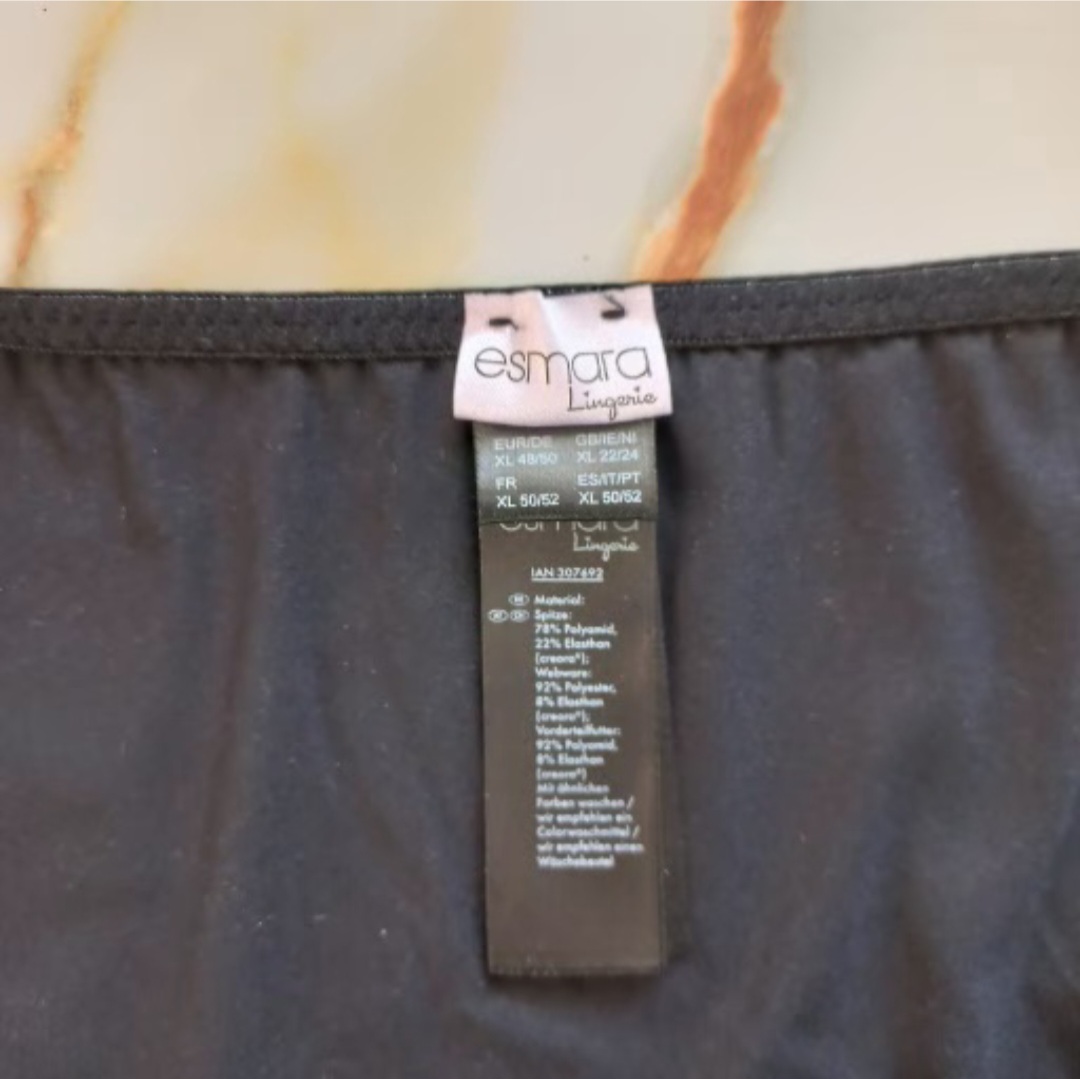 esmara
Lingerie
EUR/DE GB/IE/NI
XL 48/50 XL 22/24
FR ES/IT/PT
XL 50/52 XL 50/52
esmara
Lingerie
IAN 307692
Material:
Spitze:
78% Polyamid,
22% Elasthan
(creora®);
Webware:
92% Polyester,
8% Elasthan
(creora®);
Vorderteilfutter:
92% Polyamid,
8% Elasthan
(creora®)
Mit ähnlichen
Farben waschen /
wir empfehlen ein
Colorwaschmittel /
wir empfehlen einen
Wäschebeutel